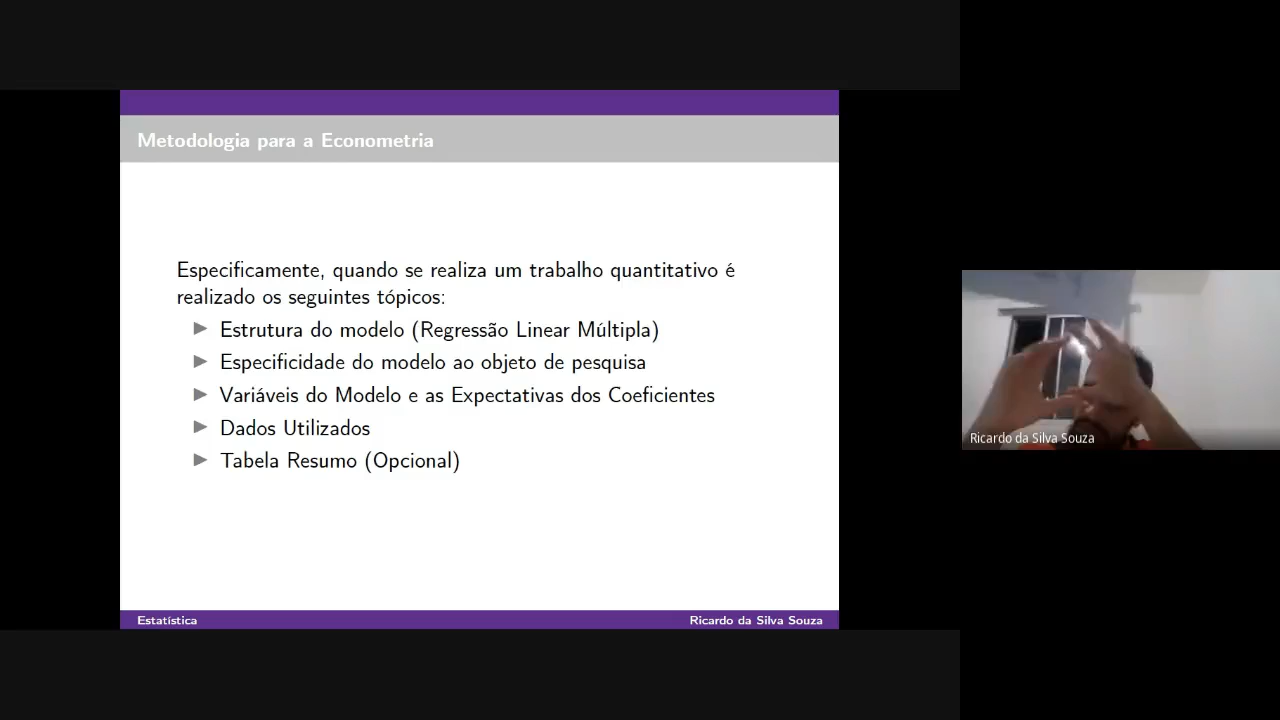 Metodologia para a Econometria
Especificamente, quando se realiza um trabalho quantitativo é
realizado os seguintes tópicos:
Estrutura do modelo (Regressão Linear Múltipla)
Especificidade do modelo ao objeto de pesquisa
Variáveis do Modelo e as Expectativas dos Coeficientes
Dados Utilizados
Tabela Resumo (Opcional)
Estatística
Ricardo da Silva Souza
Ricardo da Silva Souza